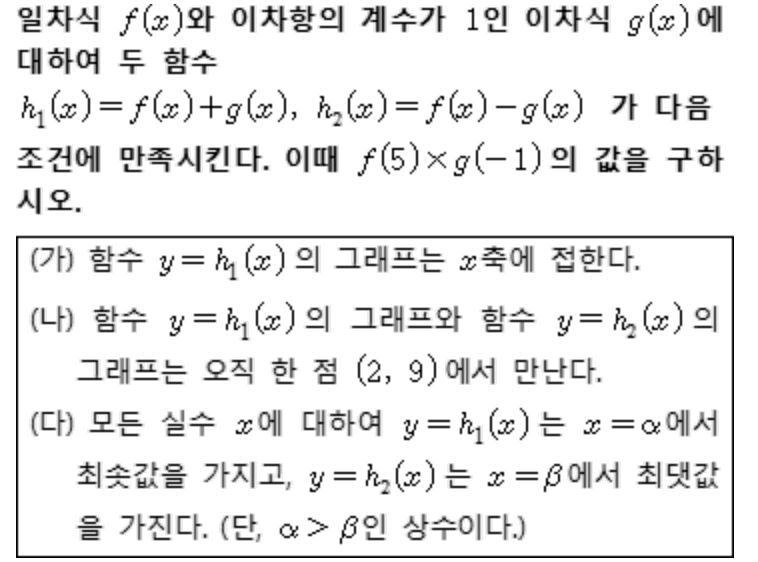 일차식 f(x)와 이차항의 계수가 1인 이차식 g(x)에
대하여 두 함수
h₁(x)=f(x)+g(x), h₂(x)=f(x)-g(x) 가 다음
조건에 만족시킨다. 이때 f(5)×g(-1)의 값을 구하
시오.
(가) 함수 y=h₁(x)의 그래프는 x축에 접한다.
(나) 함수 y=h₁(x)의 그래프와 함수 y=h₂(x)의
그래프는 오직 한 점 (2, 9)에서 만난다.
(다) 모든 실수 x에 대하여 y=h₁(x)는 x=α에서
최솟값을 가지고, y=h₂(x)는 x=β에서 최댓값
을 가진다. (단, α>β인 상수이다.)